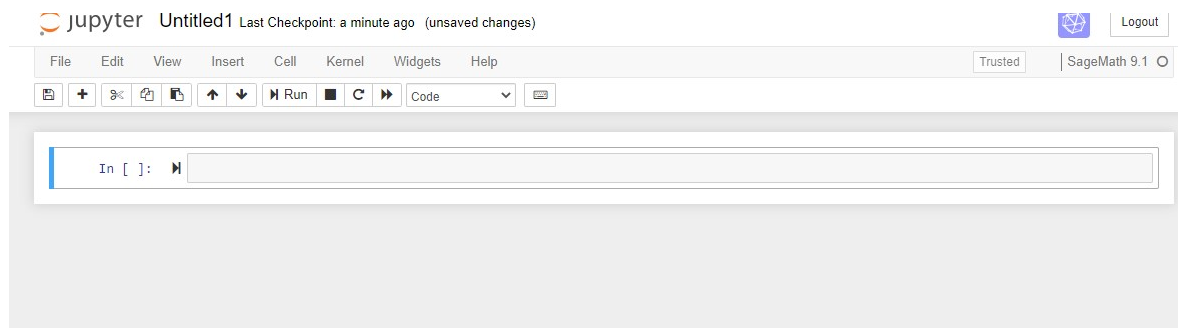 jupyter Untitled1 Last Checkpoint: a minute ago (unsaved changes) Logout
File Edit View Insert Cell Kernel Widgets Help Trusted SageMath 9.1
Run Code
In [ ]: